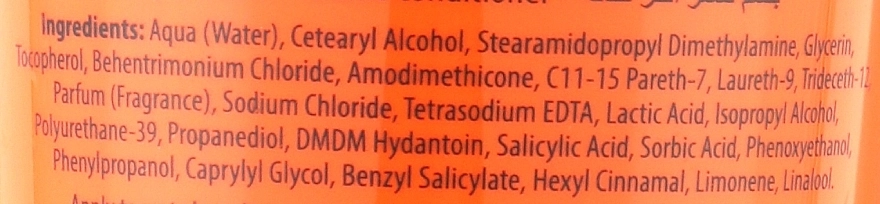 conditioner
Ingredients: Aqua (Water), Cetearyl Alcohol, Stearamidopropyl Dimethylamine, Glycerin,
Tocopherol, Behentrimonium Chloride, Amodimethicone, C11-15 Pareth-7, Laureth-9, Trideceth-12,
Parfum (Fragrance), Sodium Chloride, Tetrasodium EDTA, Lactic Acid, Isopropyl Alcohol,
Polyurethane-39, Propanediol, DMDM Hydantoin, Salicylic Acid, Sorbic Acid, Phenoxyethanol,
Phenylpropanol, Caprylyl Glycol, Benzyl Salicylate, Hexyl Cinnamal, Limonene, Linalool.